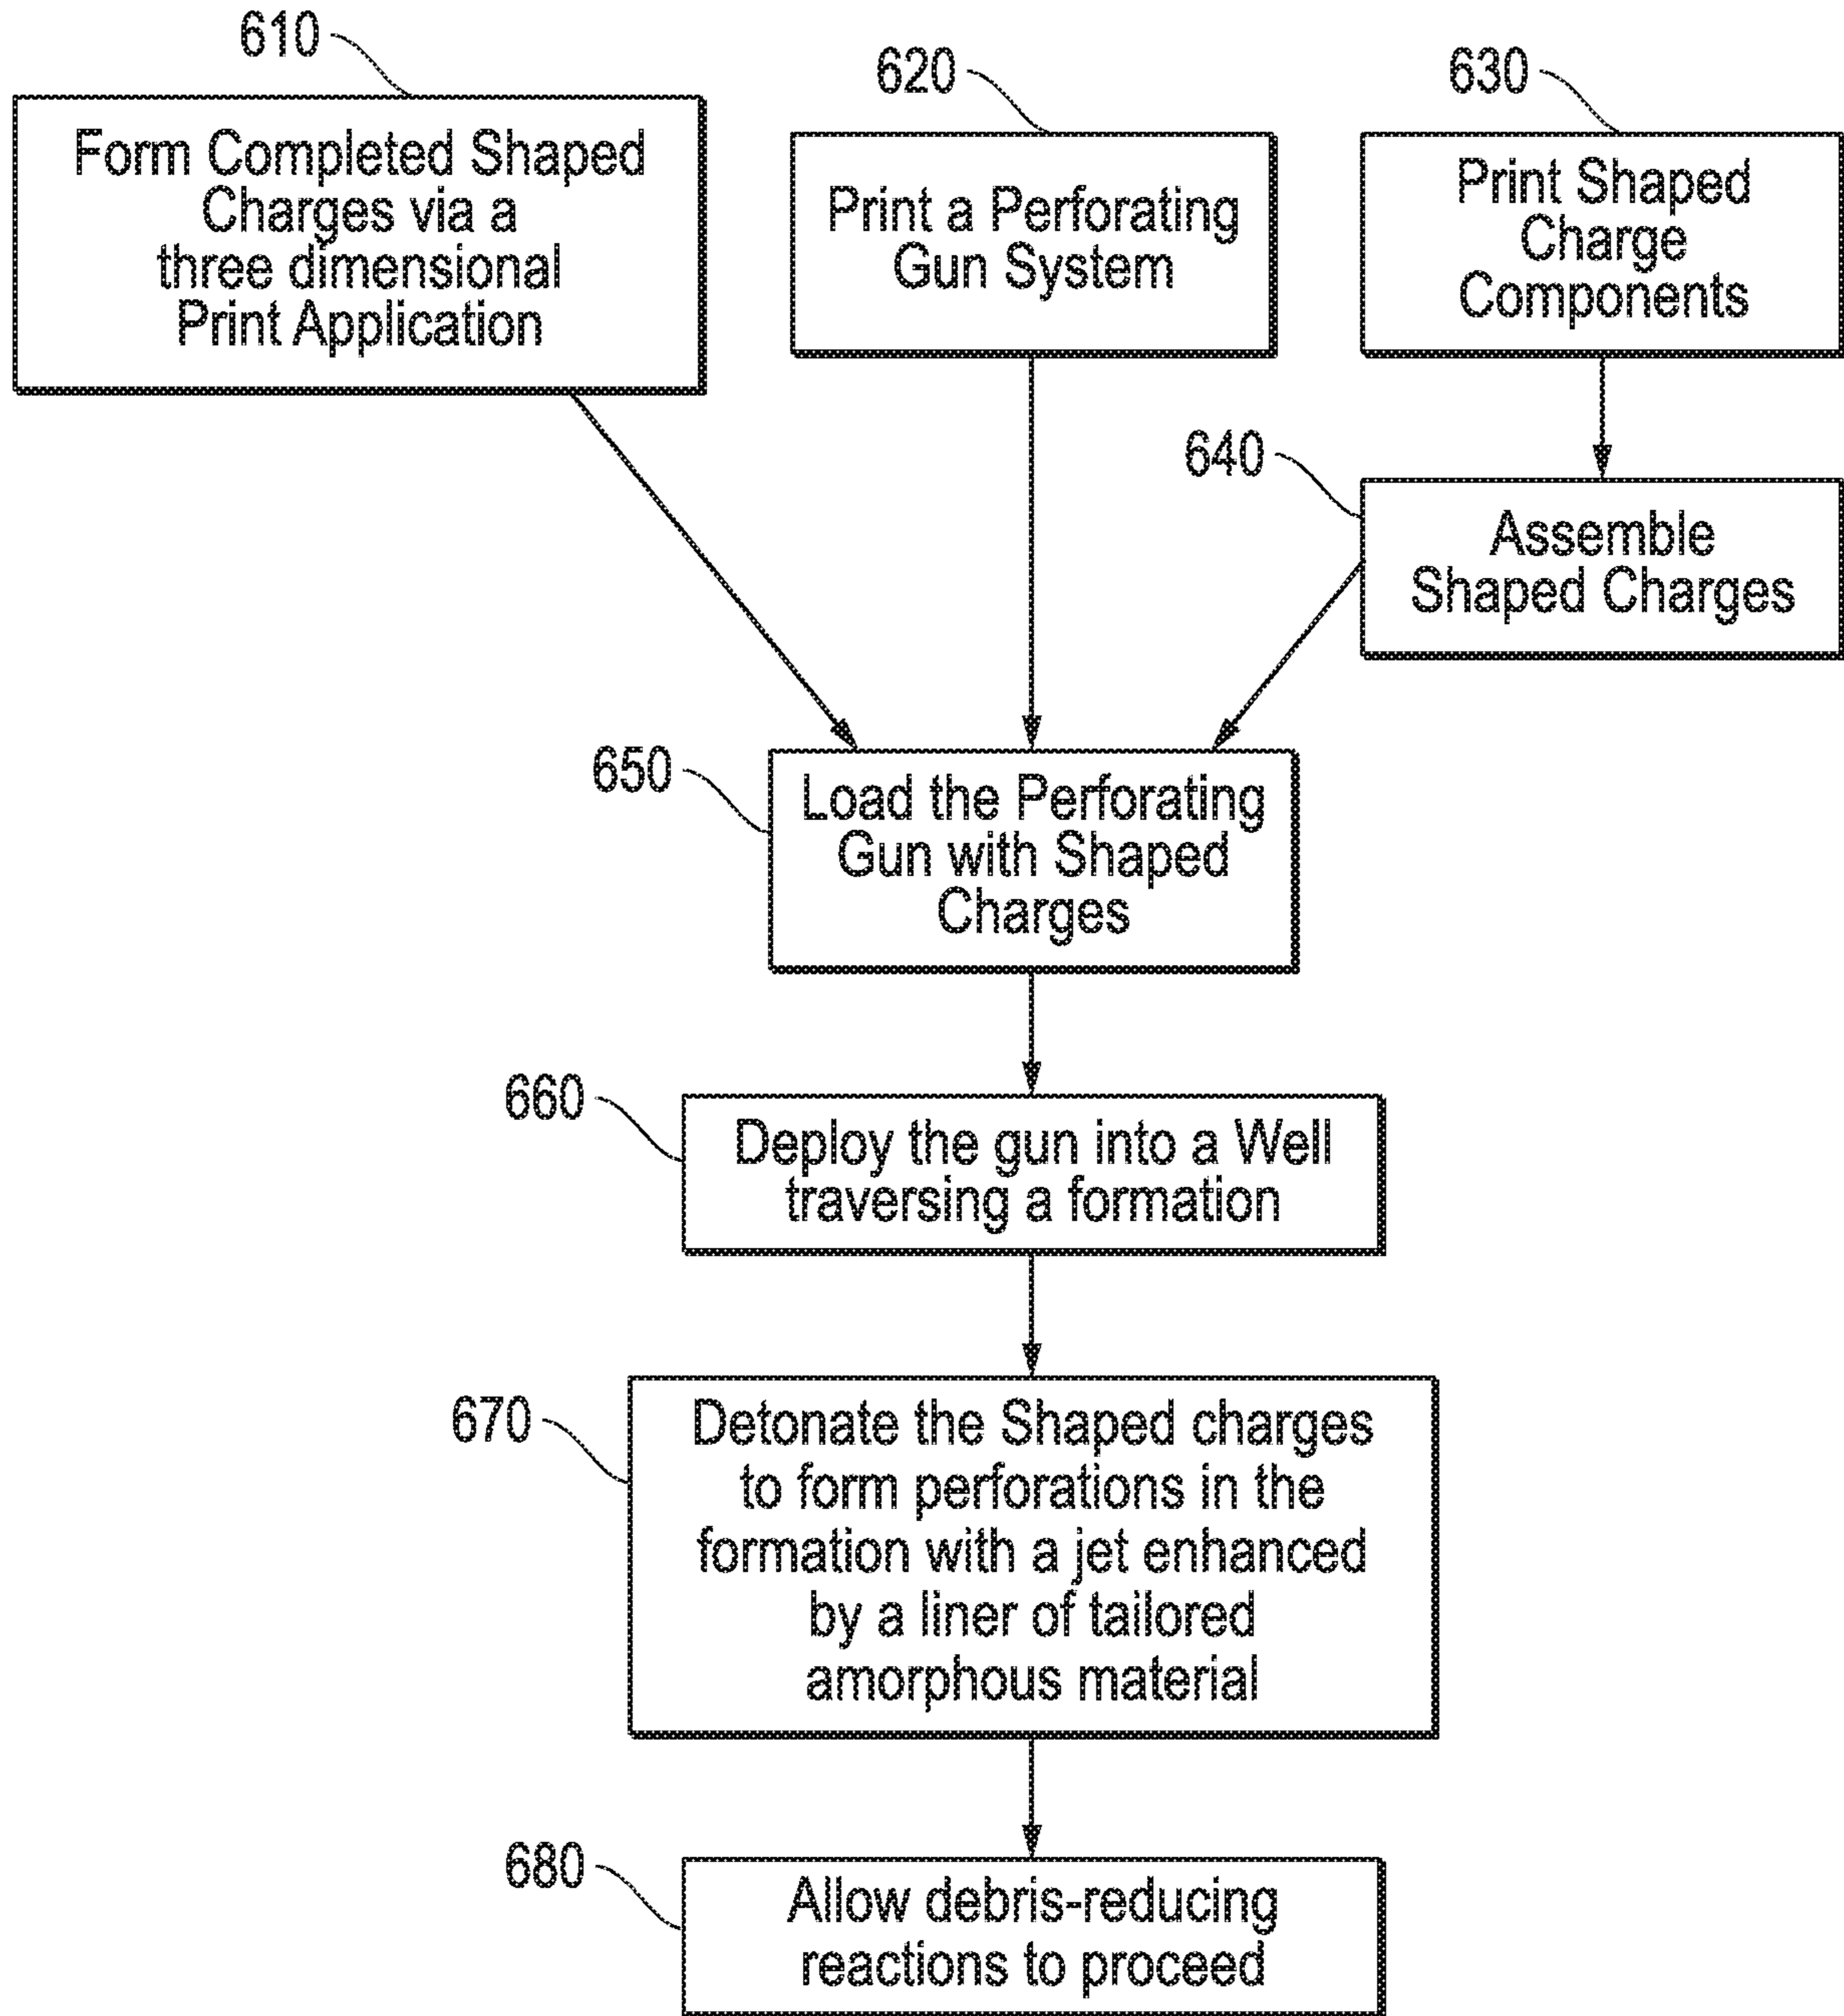 610
Form Completed Shaped
Charges via a
three dimensional
Print Application
620
Print a Perforating
Gun System
630
Print Shaped
Charge
Components
640
Assemble
Shaped Charges
650
Load the Perforating
Gun with Shaped
Charges
660
Deploy the gun into a Well
traversing a formation
670
Detonate the Shaped charges
to form perforations in the
formation with a jet enhanced
by a liner of tailored
amorphous material
680
Allow debris-reducing
reactions to proceed